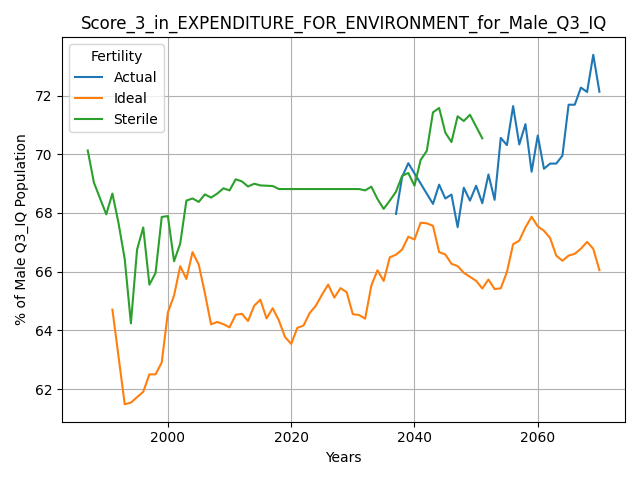 Score_3_in_EXPENDITURE_FOR_ENVIRONMENT_for_Male_Q3_IQ
Fertility
Actual
Ideal
Sterile
% of Male Q3_IQ Population
72
70
68
66
64
62
2000
2020
2040
2060
Years